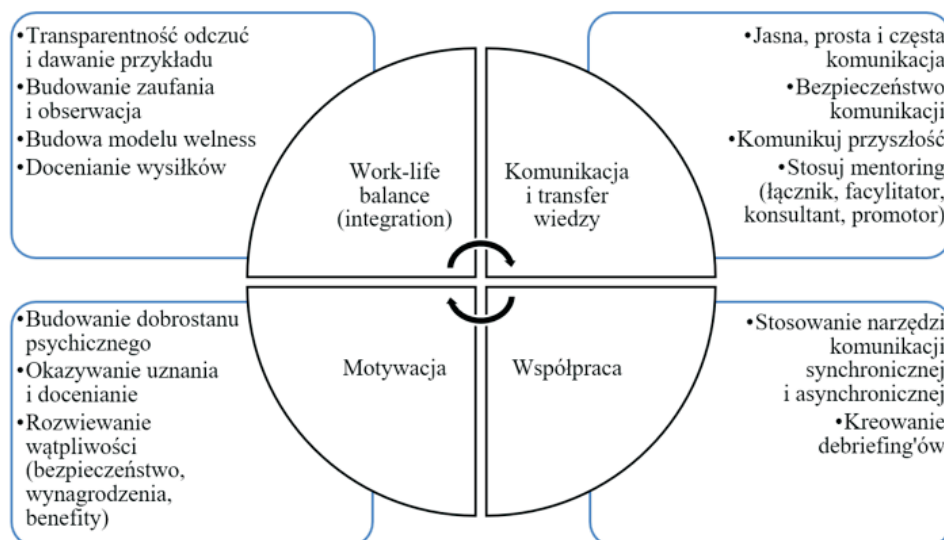 •Transparentność odczuć
i dawanie przykładu
•Budowanie zaufania
i obserwacja
•Budowa modelu welness
•Docenianie wysiłków
•Jasna, prosta i częsta
komunikacja
•Bezpieczeństwo
komunikacji
•Komunikuj przyszłość
•Stosuj mentoring
(łącznik, facylitator,
konsultant, promotor)
Work-life
balance
(integration)
Komunikacja
i transfer
wiedzy
Motywacja
Współpraca
•Budowanie dobrostanu
psychicznego
•Okazywanie uznania
i docenianie
•Rozwiewanie
wątpliwości
(bezpieczeństwo,
wynagrodzenia,
benefity)
•Stosowanie narzędzi
komunikacji
synchronicznej
i asynchronicznej
•Kreowanie
debriefing'ów